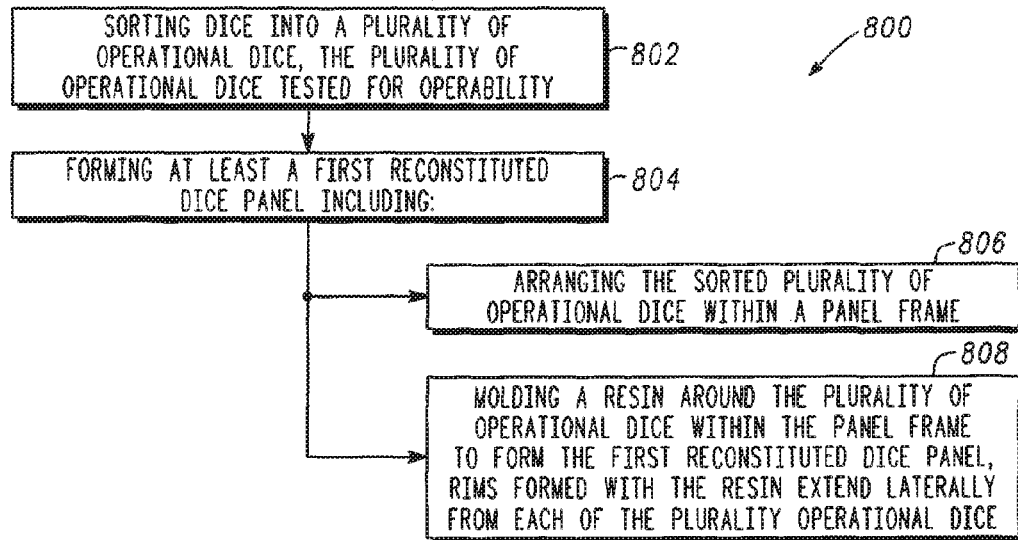 SORTING DICE INTO A PLURALITY OF
OPERATIONAL DICE, THE PLURALITY OF
OPERATIONAL DICE TESTED FOR OPERABILITY
802
800
FORMING AT LEAST A FIRST RECONSTITUTED
DICE PANEL INCLUDING:
804
806
ARRANGING THE SORTED PLURALITY OF
OPERATIONAL DICE WITHIN A PANEL FRAME
808
MOLDING A RESIN AROUND THE PLURALITY OF
OPERATIONAL DICE WITHIN THE PANEL FRAME
TO FORM THE FIRST RECONSTITUTED DICE PANEL,
RIMS FORMED WITH THE RESIN EXTEND LATERALLY
FROM EACH OF THE PLURALITY OPERATIONAL DICE